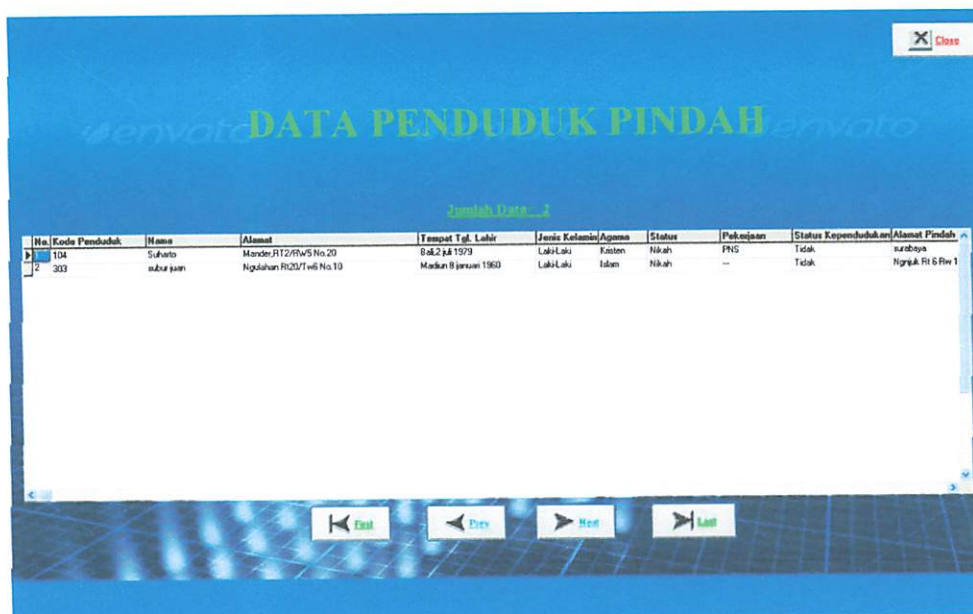 Close
envato DATA PENDUDUK PINDAH envato
Jumlah Data 2
No. Kode Penduduk Nama Alamat Tempat Tgl. Lahir Jenis Kelamin Agama Status Pekerjaan Status Kependudukan Alamat Pindah
1 104 Suharto Mander,RT2/RW5 No.20 Bali,2 juli 1979 Laki-Laki Kristen Nikah PNS Tidak surabaya
2 303 subur juan Ngulahan Rt20/Tw6 No.10 Madiun 8 januari 1960 Laki-Laki Islam Nikah --- Tidak Ngnjuk Rt 6 Rw 1
First Prev Next Last